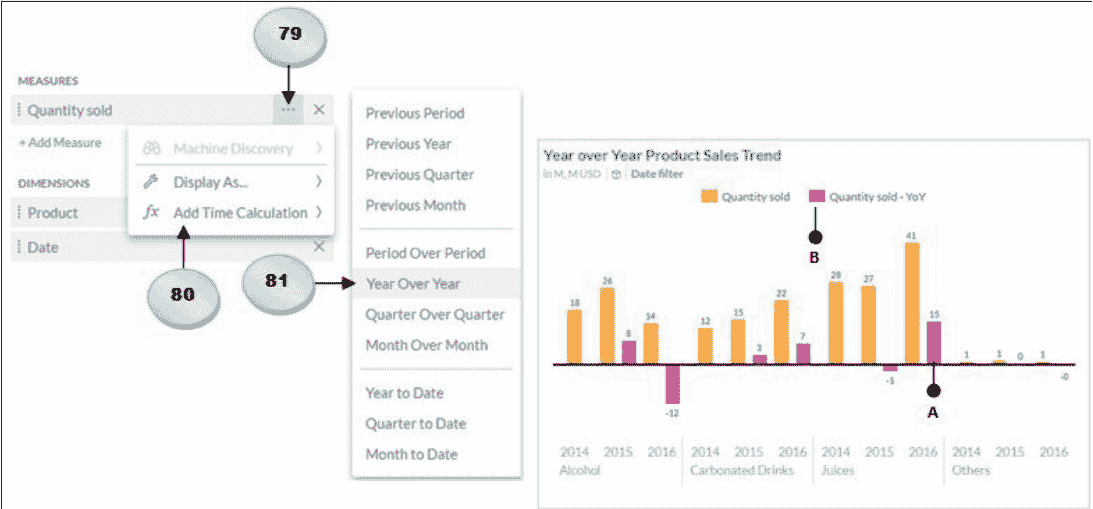 79
MEASURES
Quantity sold ... ×
+ Add Measure
Machine Discovery >
DIMENSIONS
Display As... >
Product
fx Add Time Calculation >
Date ×
80
81
Previous Period
Previous Year
Previous Quarter
Previous Month
Period Over Period
Year Over Year
Quarter Over Quarter
Month Over Month
Year to Date
Quarter to Date
Month to Date
Year over Year Product Sales Trend
in M, M USD | Date filter
Quantity sold Quantity sold - YoY
B
18 26 8 14 -12 12 15 3 22 7 28 27 -1 41 15 1 1 0 1 -0
A
2014 2015 2016 2014 2015 2016 2014 2015 2016 2014 2015 2016
Alcohol Carbonated Drinks Juices Others